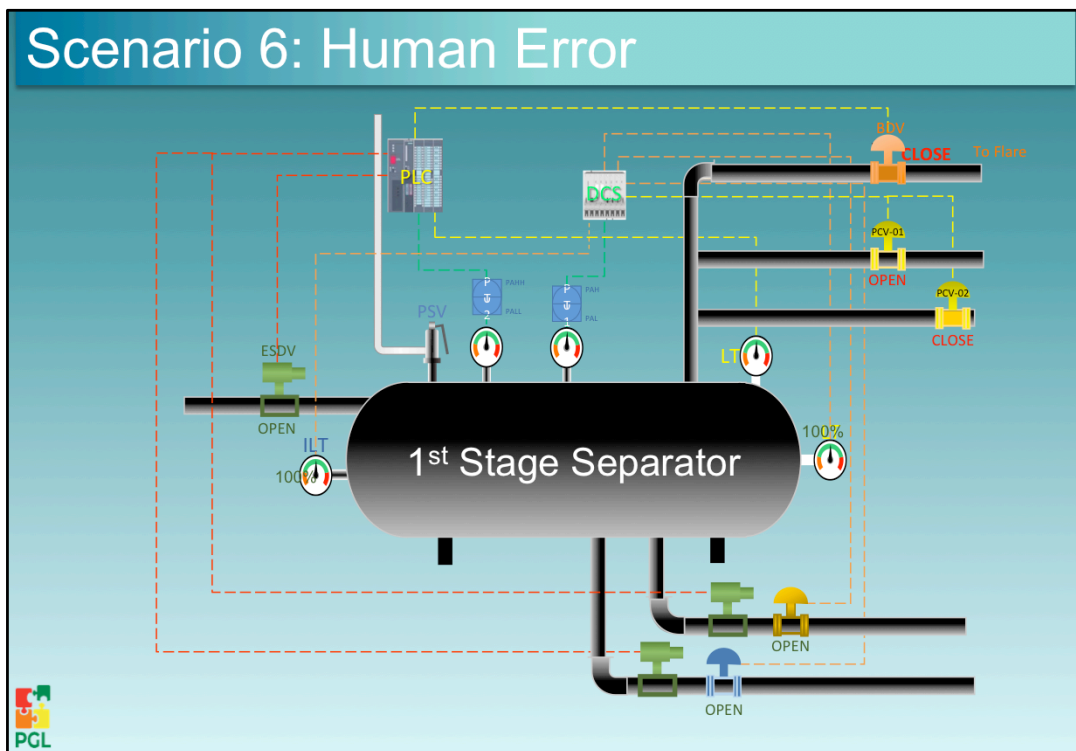 Scenario 6: Human Error
BDV
CLOSE
To Flare
PLC
DCS
PCV-01
OPEN
PCV-02
CLOSE
P
T
2
PAHH
PALL
P
T
1
PAH
PAL
PSV
LT
ESDV
OPEN
ILT
100%
100%
1st Stage Separator
OPEN
OPEN
PGL